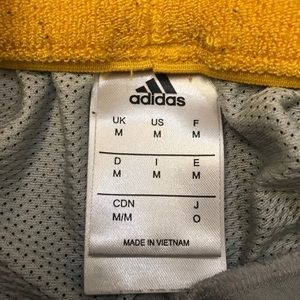 adidas
UK US F
M M M
D I E
M M M
CDN J
M/M O
MADE IN VIETNAM